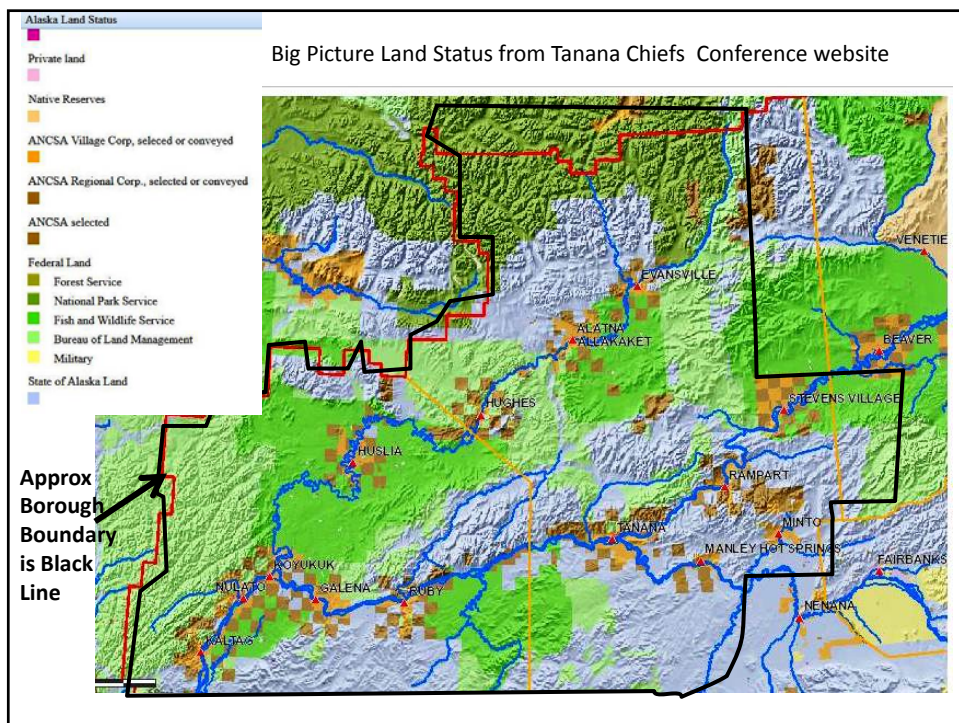 Alaska Land Status
Private land
Native Reserves
ANCSA Village Corp, seleced or conveyed
ANCSA Regional Corp., selected or conveyed
ANCSA selected
Federal Land
Forest Service
National Park Service
Fish and Wildlife Service
Bureau of Land Management
Military
State of Alaska Land
Big Picture Land Status from Tanana Chiefs  Conference website
VENETIE
EVANSVILLE
ALATNA
ALLAKAKET
BEAVER
STEVENS VILLAGE
HUGHES
HUSLIA
RAMPART
TANANA
MINTO
MANLEY HOT SPRINGS
FAIRBANKS
KOYUKUK
NULATO
GALENA
RUBY
NENANA
KALTAG
Approx
Borough
Boundary
is Black
Line